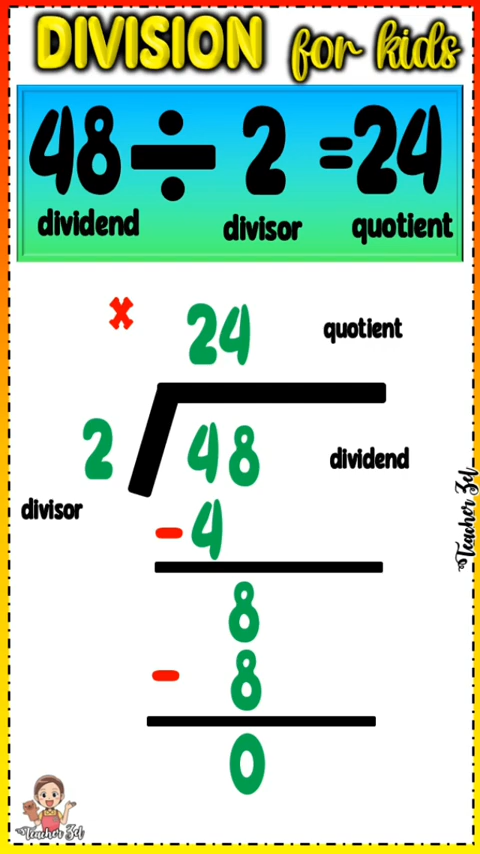 DIVISION for kids
48 ÷ 2 = 24
dividend divisor quotient
x 24 quotient
2 48 dividend
divisor
- 4
8
- 8
0
Teacher Zel
Teacher Zel